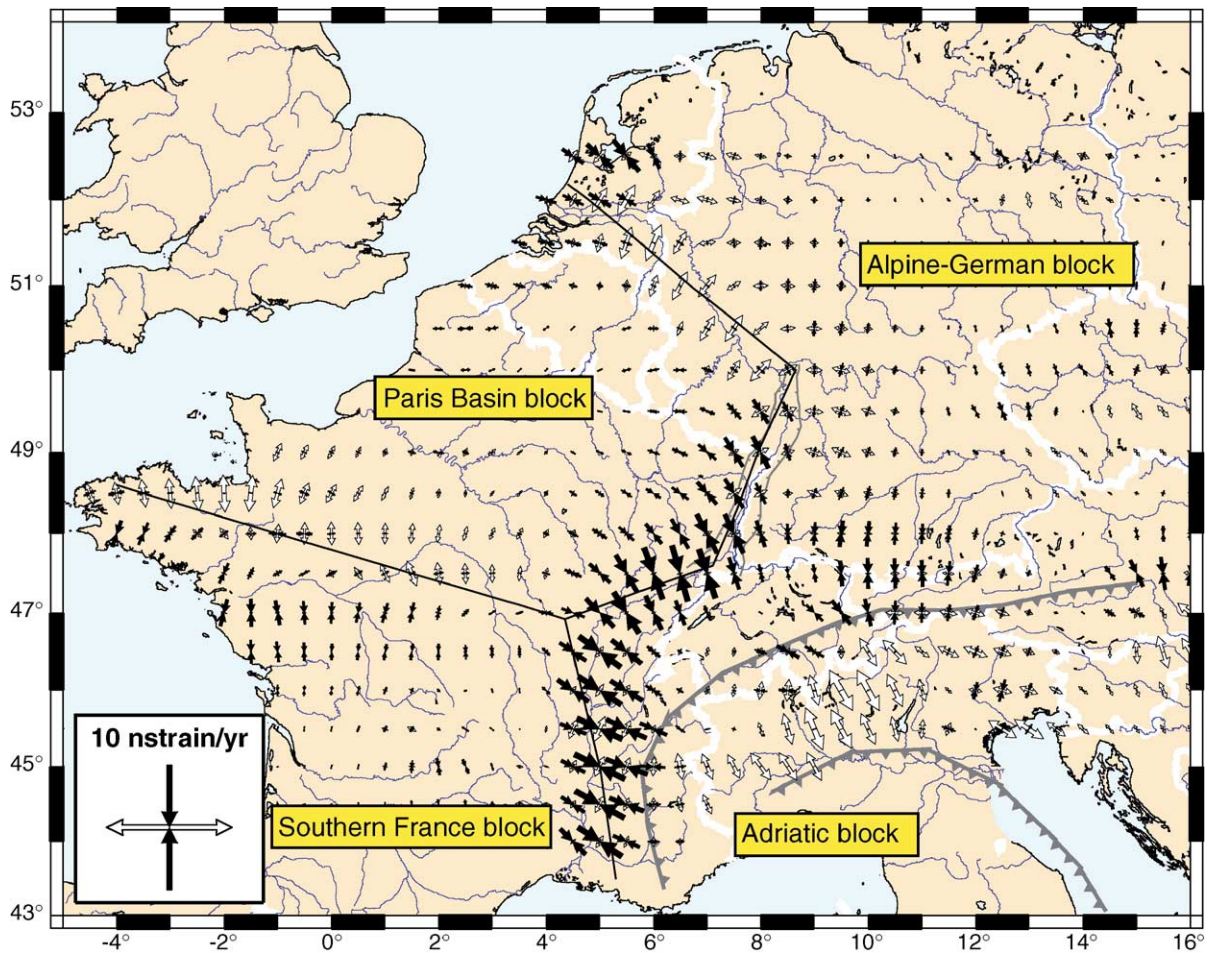 53°
51°
49°
47°
45°
43°
Alpine-German block
Paris Basin block
10 nstrain/yr
Southern France block
Adriatic block
-4° -2° 0° 2° 4° 6° 8° 10° 12° 14° 16°